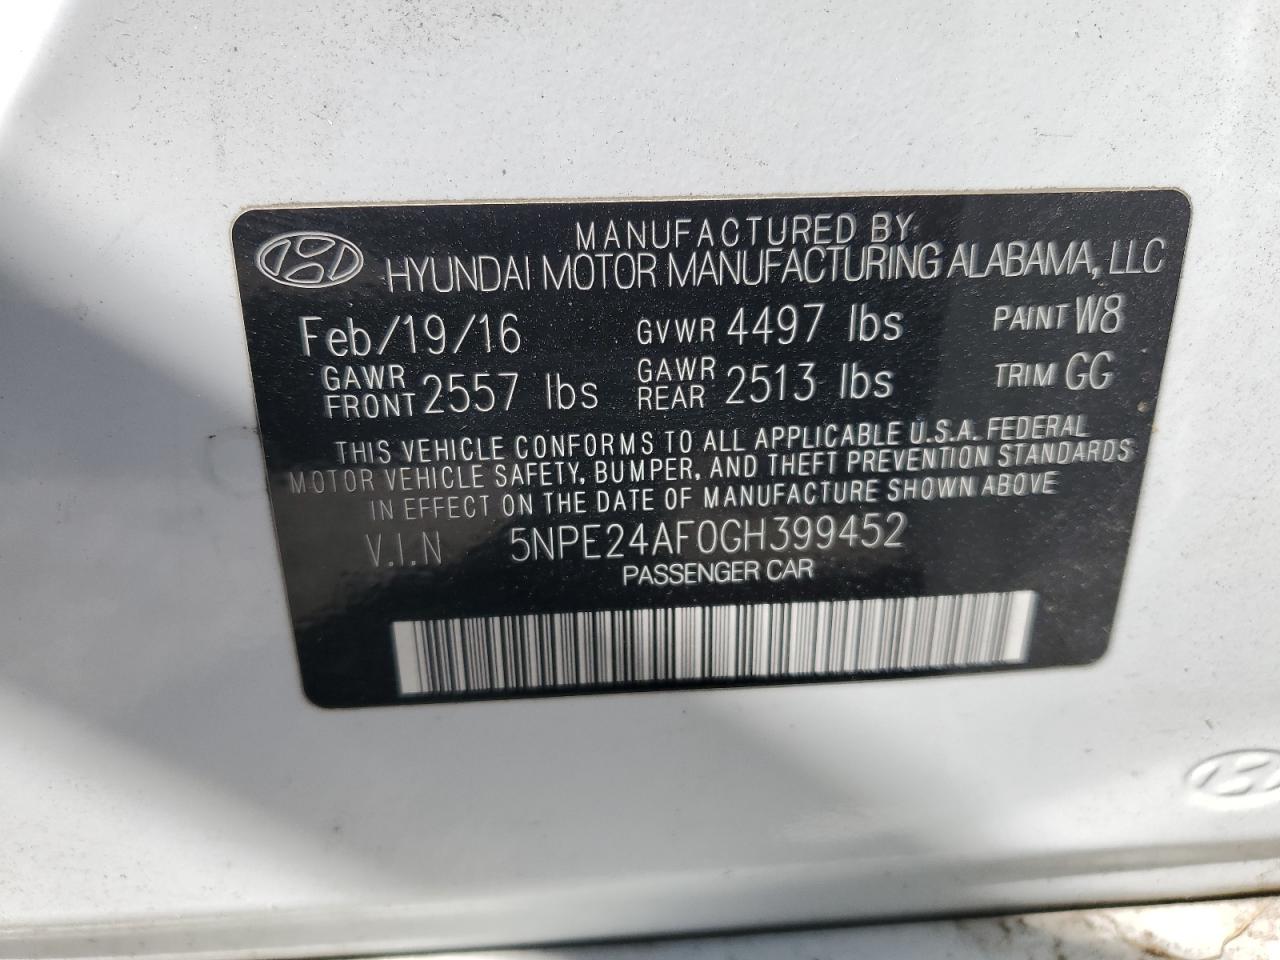 MANUFACTURED BY
HYUNDAI MOTOR MANUFACTURING ALABAMA, LLC
Feb/19/16 GVWR 4497 lbs PAINT W8
GAWR FRONT 2557 lbs GAWR REAR 2513 lbs TRIM GG
THIS VEHICLE CONFORMS TO ALL APPLICABLE U.S.A. FEDERAL
MOTOR VEHICLE SAFETY, BUMPER, AND THEFT PREVENTION STANDARDS
IN EFFECT ON THE DATE OF MANUFACTURE SHOWN ABOVE
V.I.N 5NPE24AF0GH399452
PASSENGER CAR